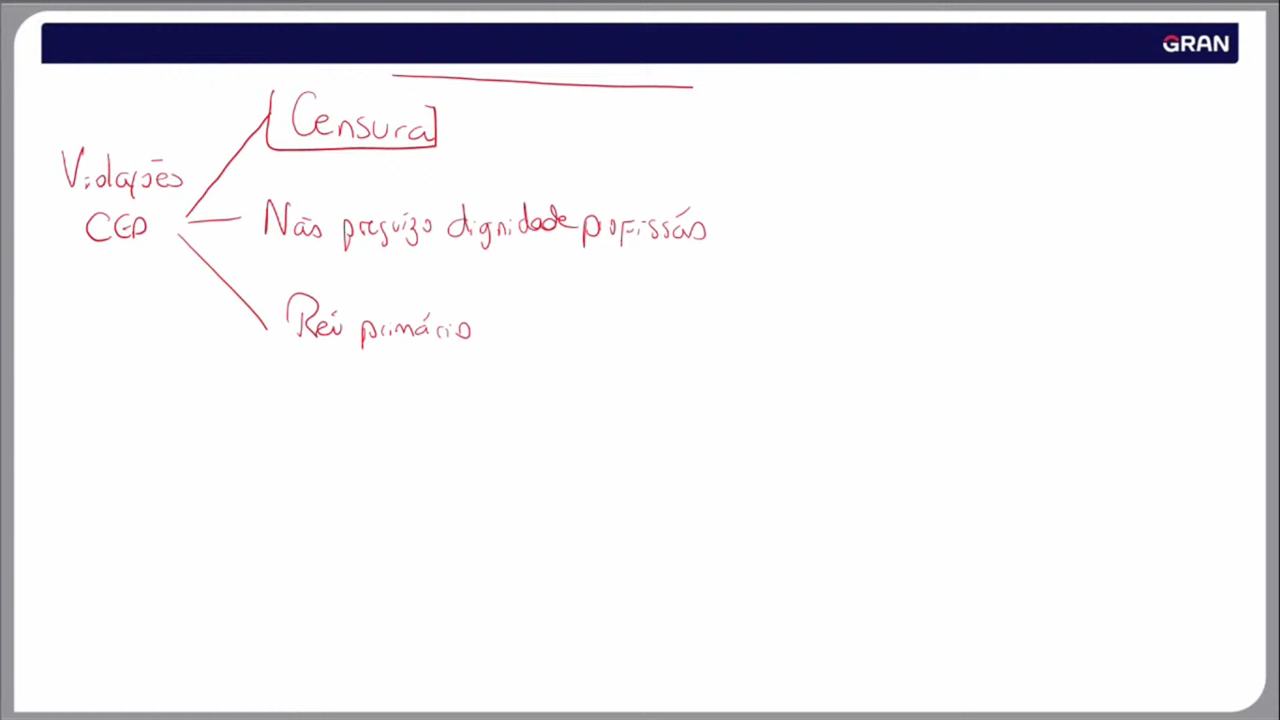 GRAN
Censura
Violações
CED
Não prejuízo dignidade profissão
Réu primário